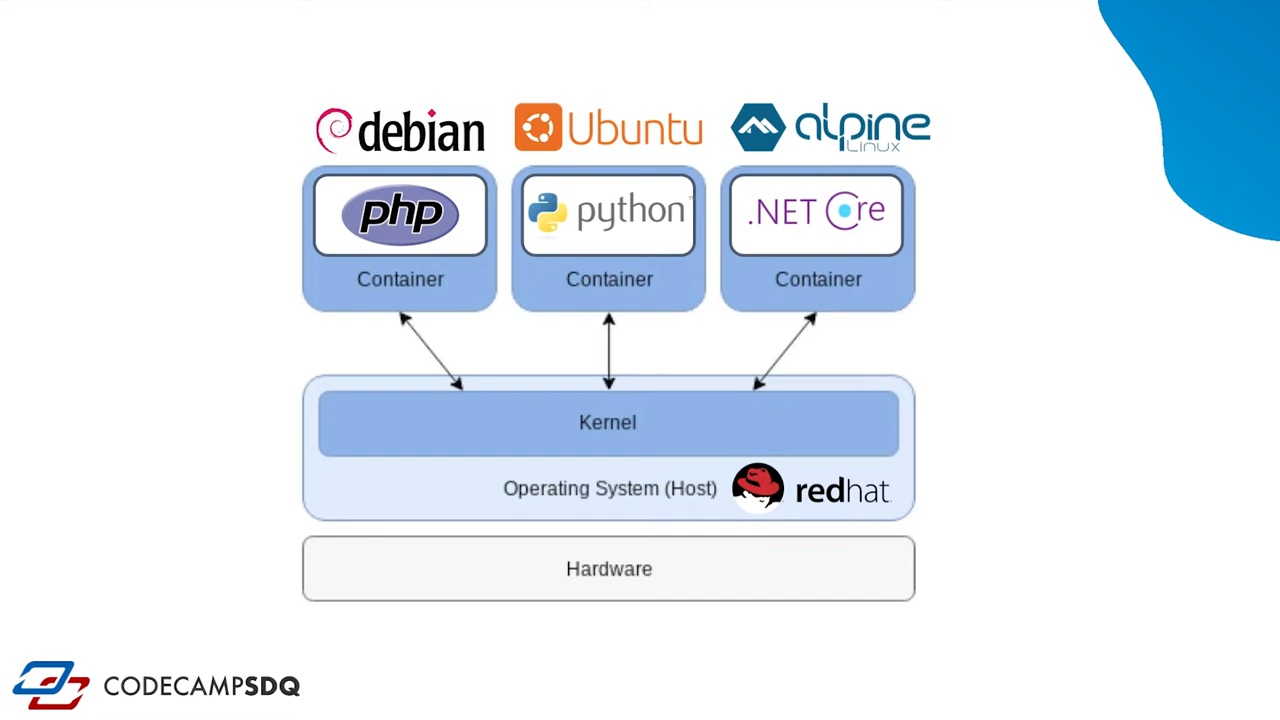 debian Ubuntu alpine
Linux
php python .NET Core
Container Container Container
Kernel
Operating System (Host) redhat.
Hardware
CODECAMPSDQ